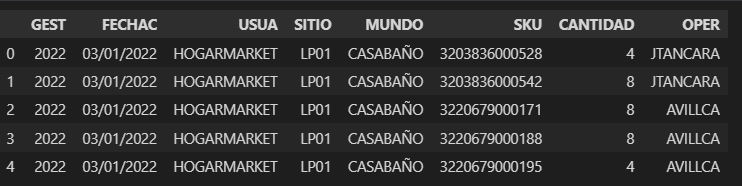 GEST FECHAC USUA SITIO MUNDO SKU CANTIDAD OPER
0 2022 03/01/2022 HOGARMARKET LP01 CASABAÑO 3203836000528 4 JTANCARA
1 2022 03/01/2022 HOGARMARKET LP01 CASABAÑO 3203836000542 8 JTANCARA
2 2022 03/01/2022 HOGARMARKET LP01 CASABAÑO 3220679000171 8 AVILLCA
3 2022 03/01/2022 HOGARMARKET LP01 CASABAÑO 3220679000188 8 AVILLCA
4 2022 03/01/2022 HOGARMARKET LP01 CASABAÑO 3220679000195 4 AVILLCA